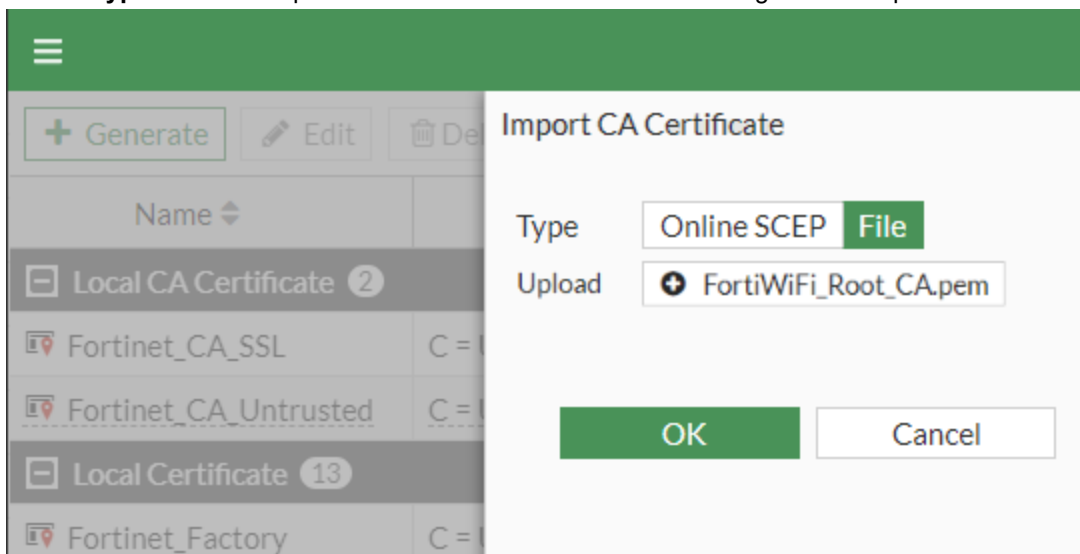 + Generate Edit Del
Import CA Certificate
Name
Type Online SCEP File
Local CA Certificate 2
Upload FortiWiFi_Root_CA.pem
Fortinet_CA_SSL C =
Fortinet_CA_Untrusted C =
OK Cancel
Local Certificate 13
Fortinet_Factory C =